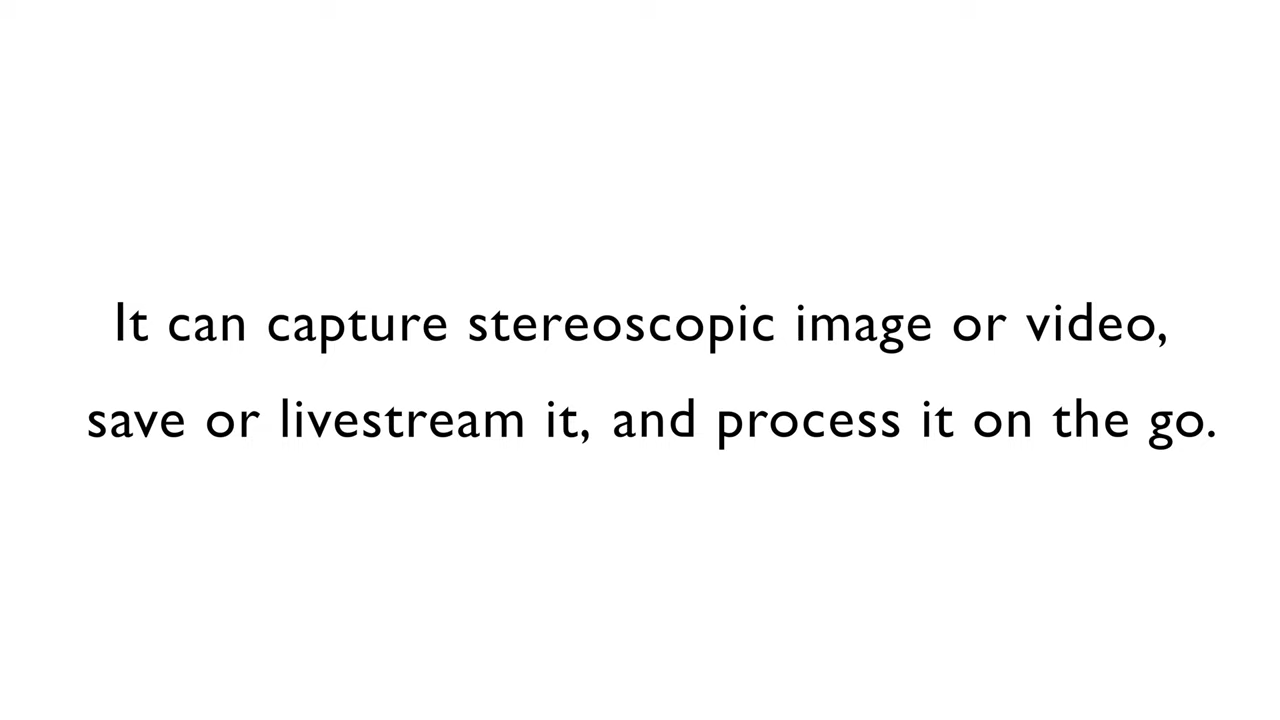 It can capture stereoscopic image or video,
save or livestream it, and process it on the go.